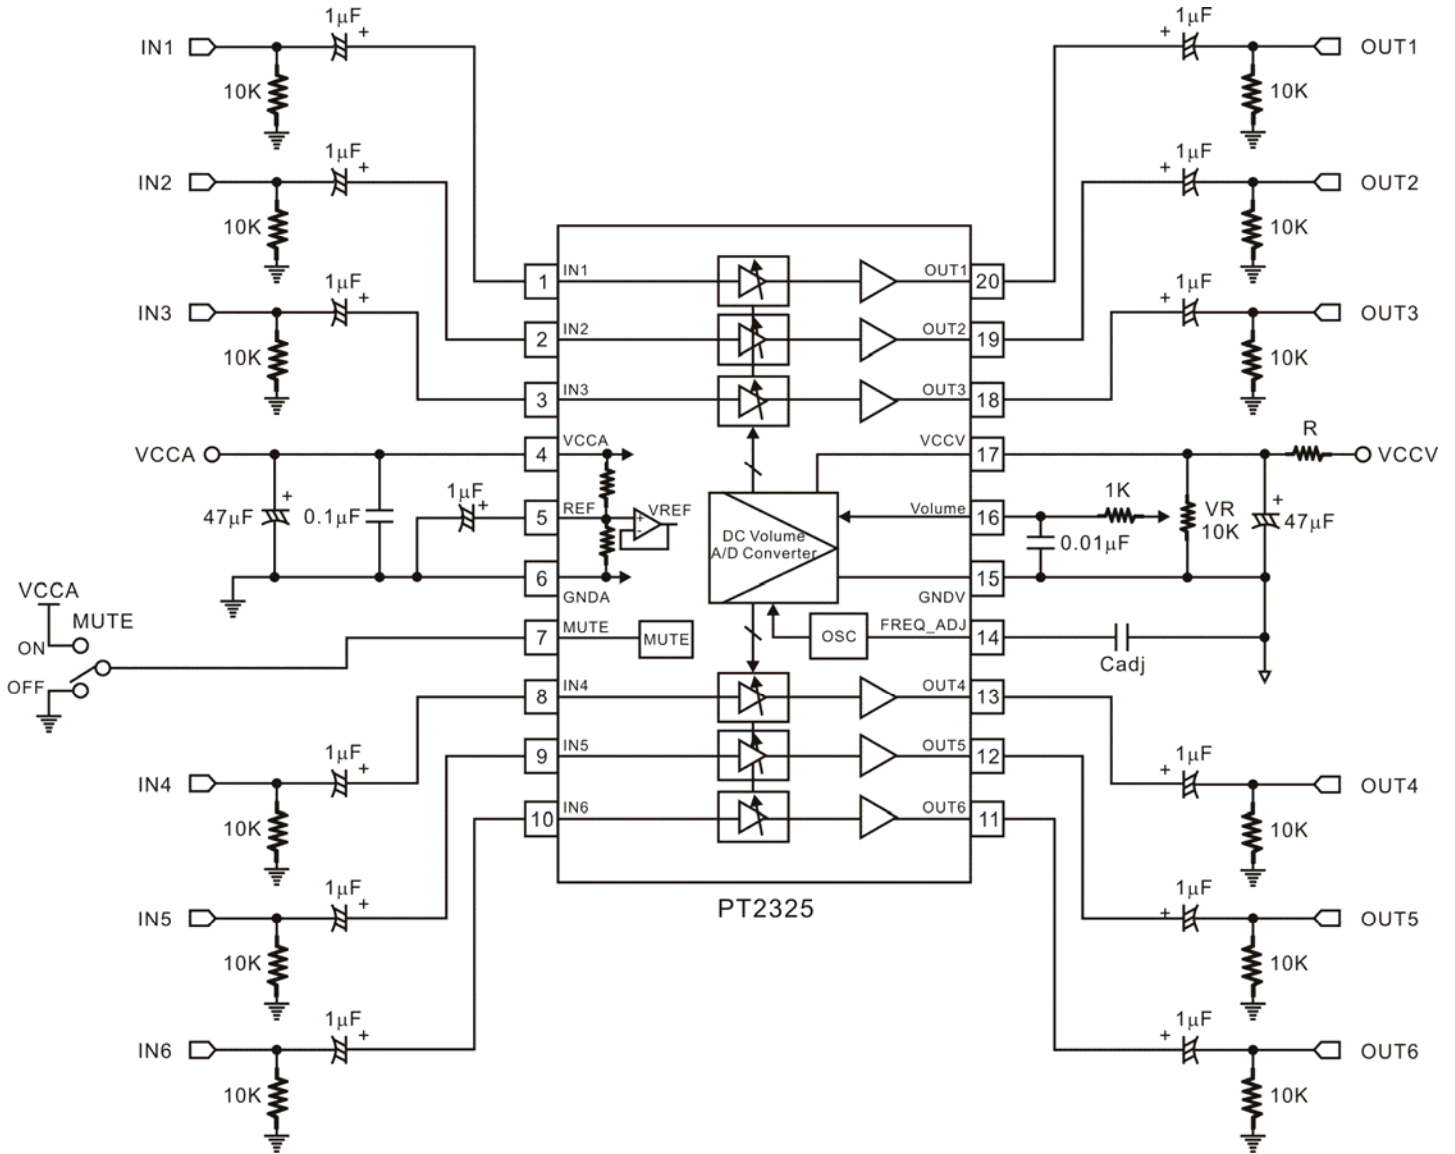 1μF
1μF
IN1
OUT1
10K
10K
1μF
1μF
IN2
OUT2
10K
10K
1μF
1μF
IN3
OUT3
10K
10K
1 IN1 OUT1 20
2 IN2 OUT2 19
3 IN3 OUT3 18
VCCA
4 VCCA VCCV 17
R
VCCV
47μF
0.1μF
1μF
5 REF
VREF
Volume 16
1K
VR
10K
47μF
0.01μF
DC Volume
A/D Converter
6
GNDA
15
GNDV
VCCA
MUTE
ON
OFF
7 MUTE
MUTE
OSC
FREQ_ADJ 14
Cadj
8 IN4 OUT4 13
9 IN5 OUT5 12
10 IN6 OUT6 11
PT2325
1μF
1μF
IN4
OUT4
10K
10K
1μF
1μF
IN5
OUT5
10K
10K
1μF
1μF
IN6
OUT6
10K
10K